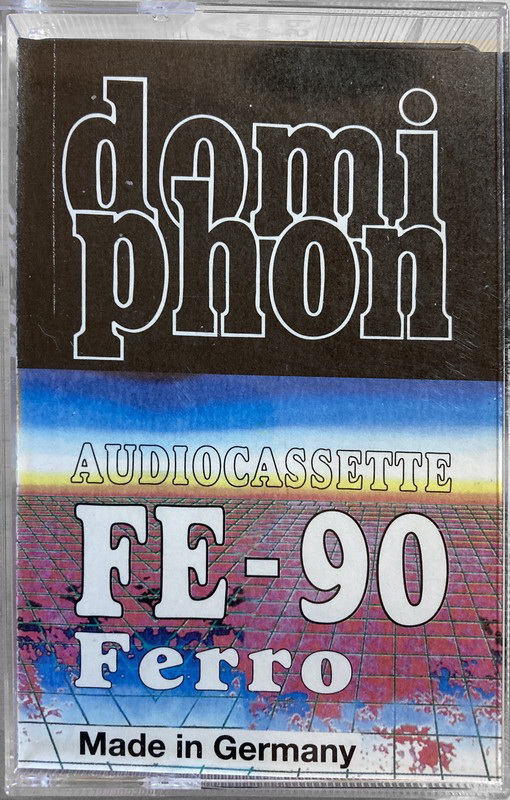 domi
phon
AUDIOCASSETTE
FE-90
Ferro
Made in Germany